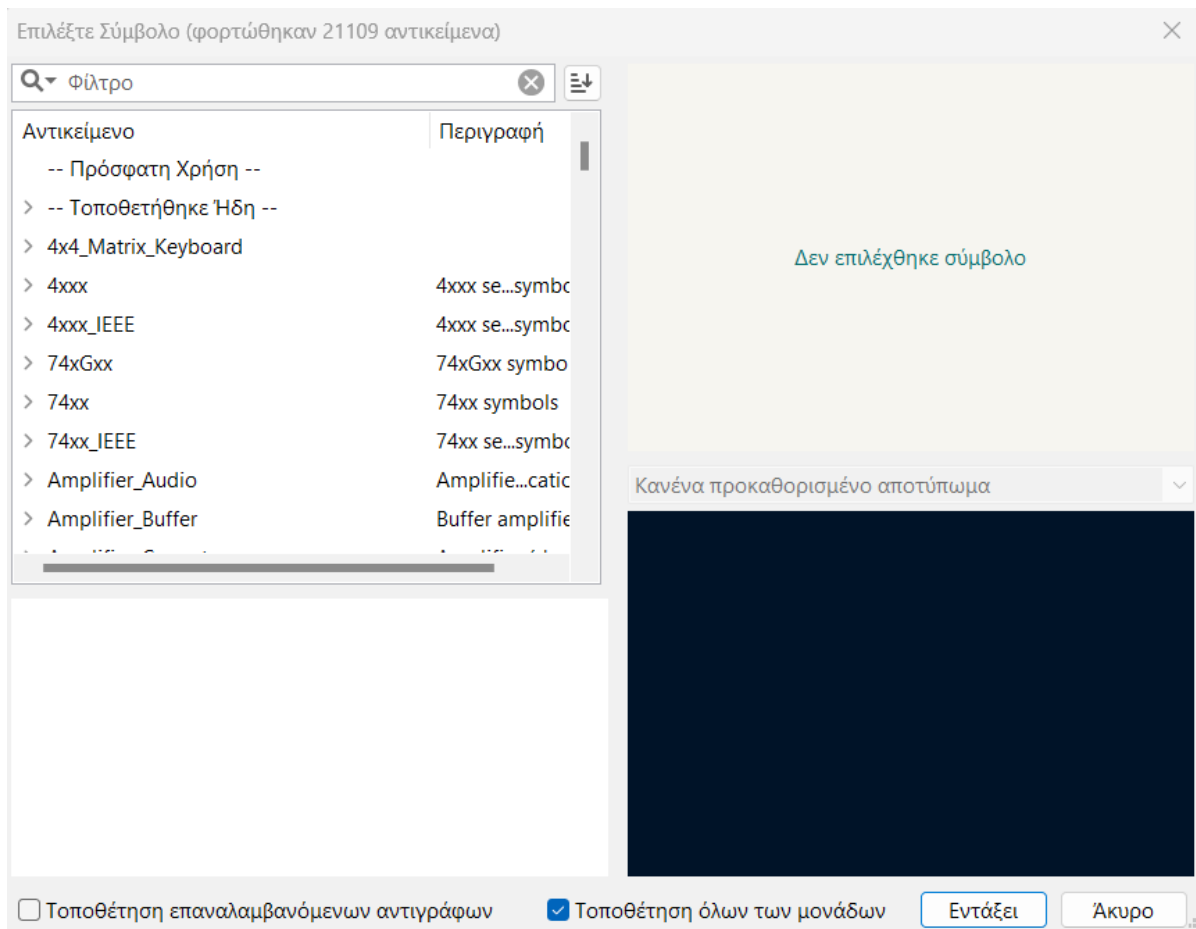 Επιλέξτε Σύμβολο (φορτώθηκαν 21109 αντικείμενα)
Φίλτρο
Αντικείμενο Περιγραφή
-- Πρόσφατη Χρήση --
-- Τοποθετήθηκε Ήδη --
4x4_Matrix_Keyboard
4xxx 4xxx se...symbo
4xxx_IEEE 4xxx se...symbo
74xGxx 74xGxx symbo
74xx 74xx symbols
74xx_IEEE 74xx se...symbo
Amplifier_Audio Amplifie...catio
Amplifier_Buffer Buffer amplifie
Δεν επιλέχθηκε σύμβολο
Κανένα προκαθορισμένο αποτύπωμα
Τοποθέτηση επαναλαμβανόμενων αντιγράφων Τοποθέτηση όλων των μονάδων Εντάξει Άκυρο